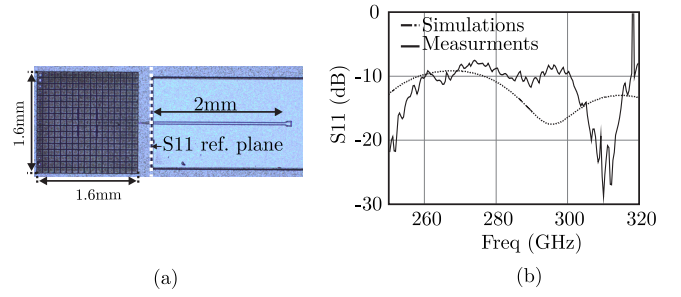 (a)
1.6mm
2mm
S11 ref. plane
1.6mm
(b)
S11 (dB)
0
-10
-20
-30
Simulations
Measurments
260
280
300
320
Freq (GHz)